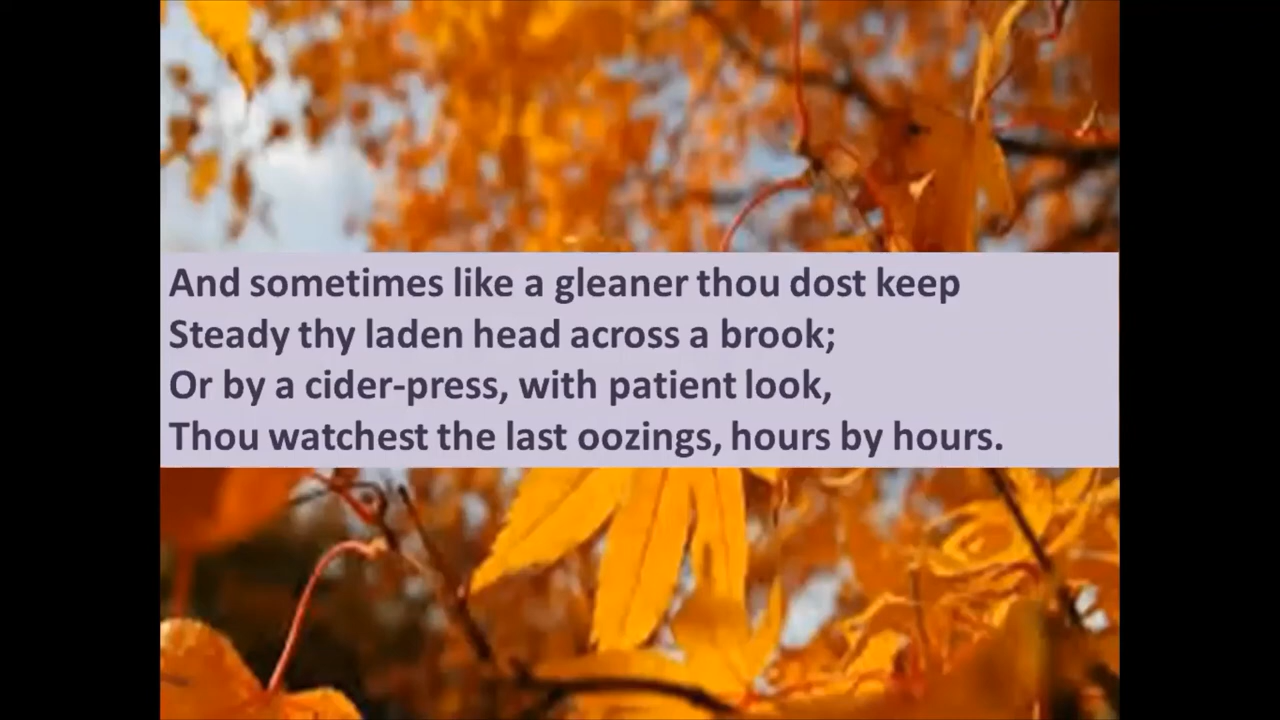 And sometimes like a gleaner thou dost keep
Steady thy laden head across a brook;
Or by a cider-press, with patient look,
Thou watchest the last oozings, hours by hours.